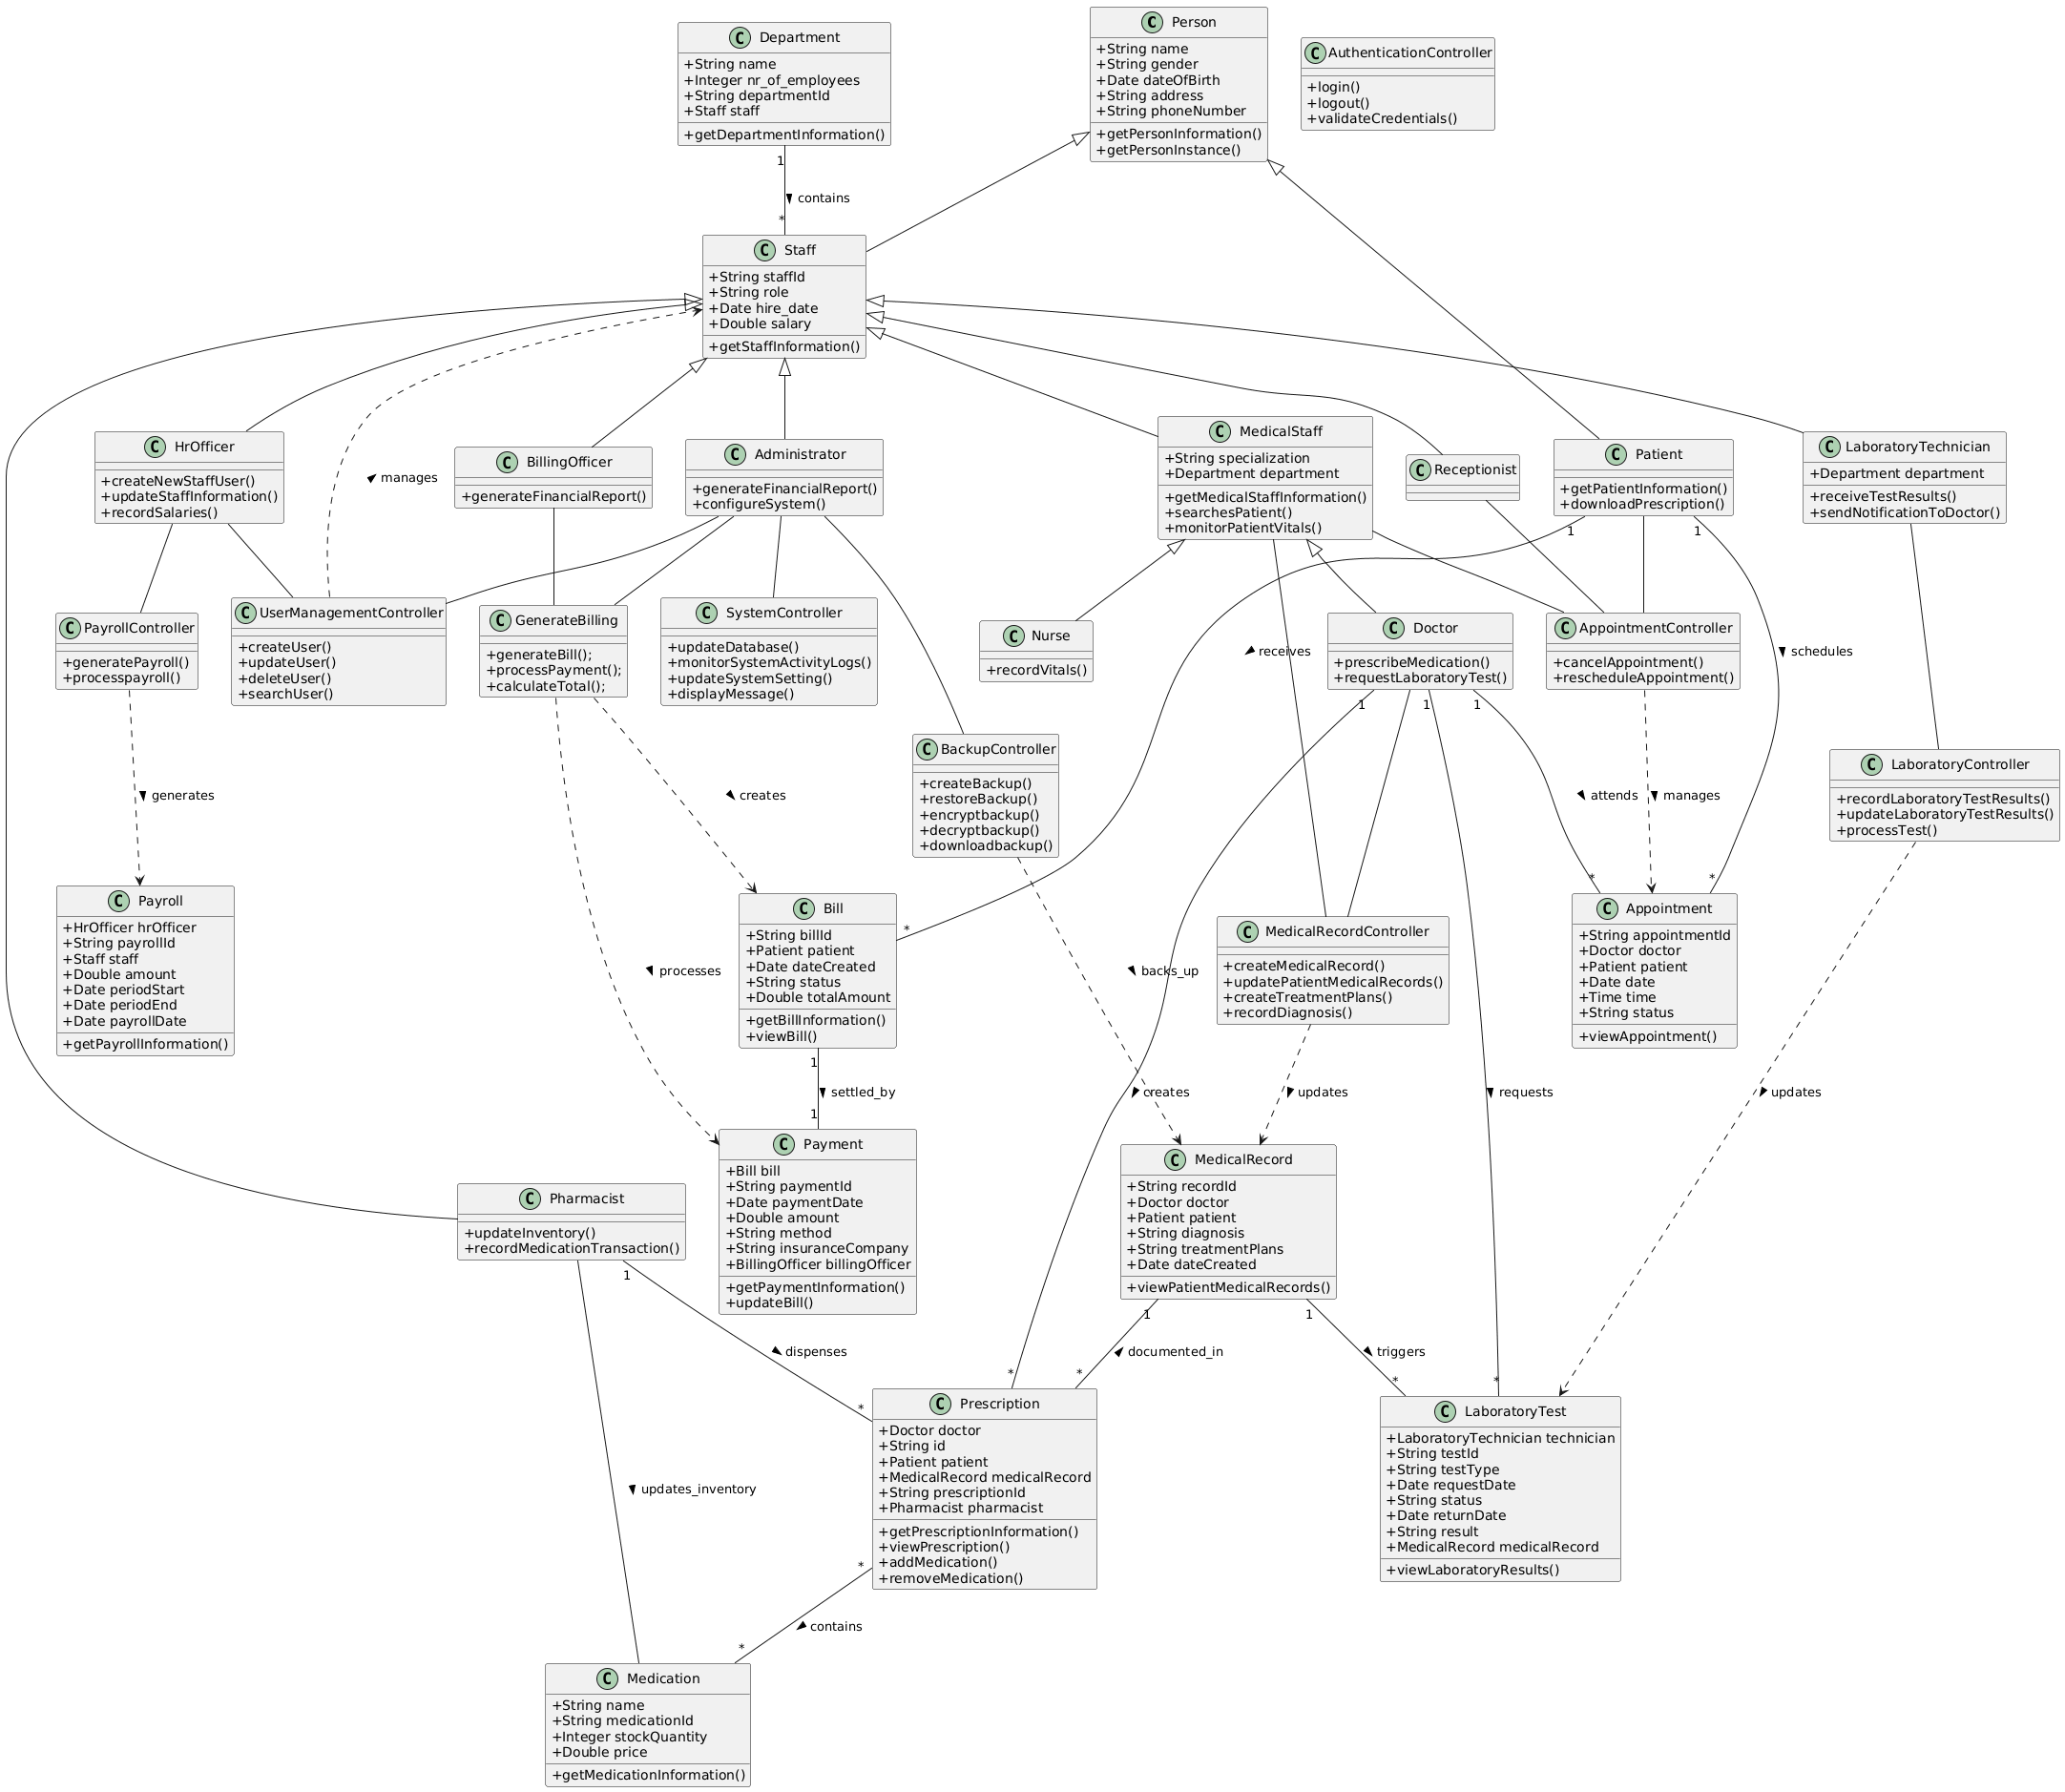 Department
+String name
+Integer nr_of_employees
+String departmentId
+Staff staff
+getDepartmentInformation()
Person
+String name
+String gender
+Date dateOfBirth
+String address
+String phoneNumber
+getPersonInformation()
+getPersonInstance()
AuthenticationController
+login()
+logout()
+validateCredentials()
1
contains
*
Staff
+String staffId
+String role
+Date hire_date
+Double salary
+getStaffInformation()
HrOfficer
+createNewStaffUser()
+updateStaffInformation()
+recordSalaries()
manages
BillingOfficer
+generateFinancialReport()
Administrator
+generateFinancialReport()
+configureSystem()
MedicalStaff
+String specialization
+Department department
+getMedicalStaffInformation()
+searchesPatient()
+monitorPatientVitals()
Receptionist
Patient
+getPatientInformation()
+downloadPrescription()
1
1
LaboratoryTechnician
+Department department
+receiveTestResults()
+sendNotificationToDoctor()
PayrollController
+generatePayroll()
+processpayroll()
UserManagementController
+createUser()
+updateUser()
+deleteUser()
+searchUser()
GenerateBilling
+generateBill();
+processPayment();
+calculateTotal();
SystemController
+updateDatabase()
+monitorSystemActivityLogs()
+updateSystemSetting()
+displayMessage()
Nurse
+recordVitals()
receives
Doctor
+prescribeMedication()
+requestLaboratoryTest()
1
1
1
AppointmentController
+cancelAppointment()
+rescheduleAppointment()
schedules
BackupController
+createBackup()
+restoreBackup()
+encryptbackup()
+decryptbackup()
+downloadbackup()
LaboratoryController
+recordLaboratoryTestResults()
+updateLaboratoryTestResults()
+processTest()
generates
creates
attends
manages
*
*
Payroll
+HrOfficer hrOfficer
+String payrollId
+Staff staff
+Double amount
+Date periodStart
+Date periodEnd
+Date payrollDate
+getPayrollInformation()
processes
Bill
+String billId
+Patient patient
+Date dateCreated
+String status
+Double totalAmount
+getBillInformation()
+viewBill()
*
backs_up
MedicalRecordController
+createMedicalRecord()
+updatePatientMedicalRecords()
+createTreatmentPlans()
+recordDiagnosis()
Appointment
+String appointmentId
+Doctor doctor
+Patient patient
+Date date
+Time time
+String status
+viewAppointment()
1
settled_by
1
creates
updates
requests
updates
Pharmacist
+updateInventory()
+recordMedicationTransaction()
1
Payment
+Bill bill
+String paymentId
+Date paymentDate
+Double amount
+String method
+String insuranceCompany
+BillingOfficer billingOfficer
+getPaymentInformation()
+updateBill()
MedicalRecord
+String recordId
+Doctor doctor
+Patient patient
+String diagnosis
+String treatmentPlans
+Date dateCreated
+viewPatientMedicalRecords()
1
1
dispenses
documented_in
triggers
*
*
*
*
*
updates_inventory
Prescription
+Doctor doctor
+String id
+Patient patient
+MedicalRecord medicalRecord
+String prescriptionId
+Pharmacist pharmacist
+getPrescriptionInformation()
+viewPrescription()
+addMedication()
+removeMedication()
LaboratoryTest
+LaboratoryTechnician technician
+String testId
+String testType
+Date requestDate
+String status
+Date returnDate
+String result
+MedicalRecord medicalRecord
+viewLaboratoryResults()
*
contains
*
Medication
+String name
+String medicationId
+Integer stockQuantity
+Double price
+getMedicationInformation()